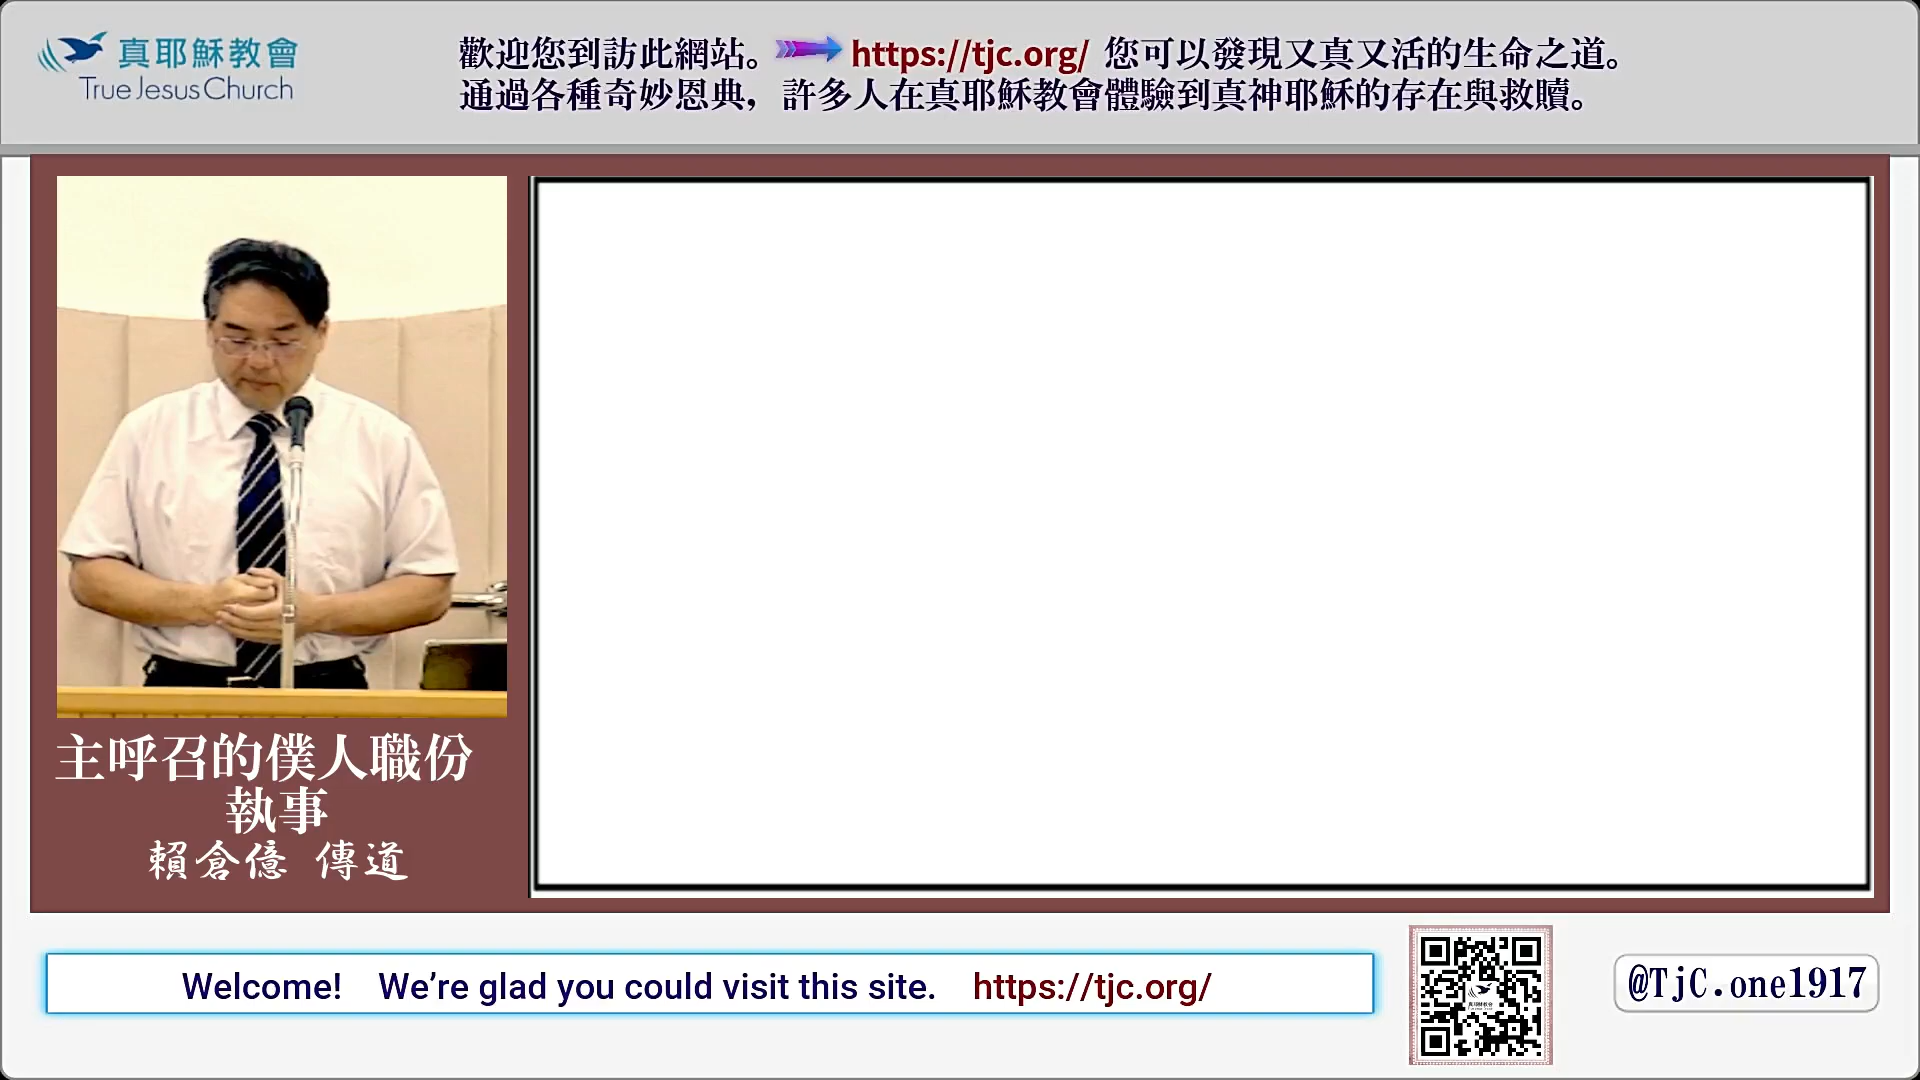 真耶穌教會
True Jesus Church
歡迎您到訪此網站。 https://tjc.org/ 您可以發現又真又活的生命之道。
通過各種奇妙恩典，許多人在真耶穌教會體驗到真神耶穌的存在與救贖。
主呼召的僕人職份
執事
賴倉億 傳道
Welcome! We’re glad you could visit this site. https://tjc.org/
@TjC.one1917